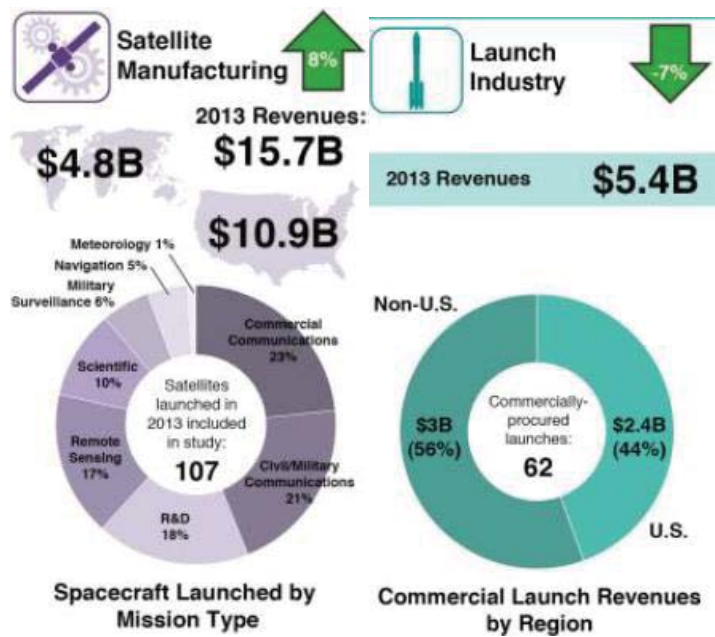 Satellite
Manufacturing
8%
2013 Revenues:
$15.7B
$4.8B
$10.9B
Meteorology 1%
Navigation 5%
Military
Surveillance 6%
Scientific
10%
Remote
Sensing
17%
R&D
18%
Civil/Military
Communications
21%
Commercial
Communications
23%
Satellites
launched in
2013 included
in study:
107
Spacecraft Launched by
Mission Type
Launch
Industry
-7%
2013 Revenues
$5.4B
Non-U.S.
$3B
(56%)
Commercially-
procured
launches:
62
$2.4B
(44%)
U.S.
Commercial Launch Revenues
by Region